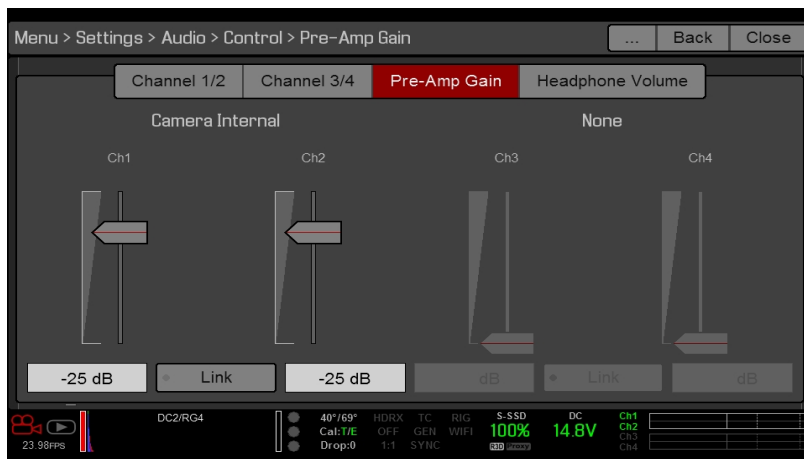 Menu > Settings > Audio > Control > Pre-Amp Gain ... Back Close
Channel 1/2 Channel 3/4 Pre-Amp Gain Headphone Volume
Camera Internal None
Ch1 Ch2 Ch3 Ch4
-25 dB Link -25 dB dB Link dB
DC2/RG4 40°/69° HDRX TC RIG S-SSD DC Ch1
Cal:T/E OFF GEN WIFI 100% 14.8V Ch2
23.98FPS Drop:0 1:1 SYNC R3D Proxy Ch3
Ch4